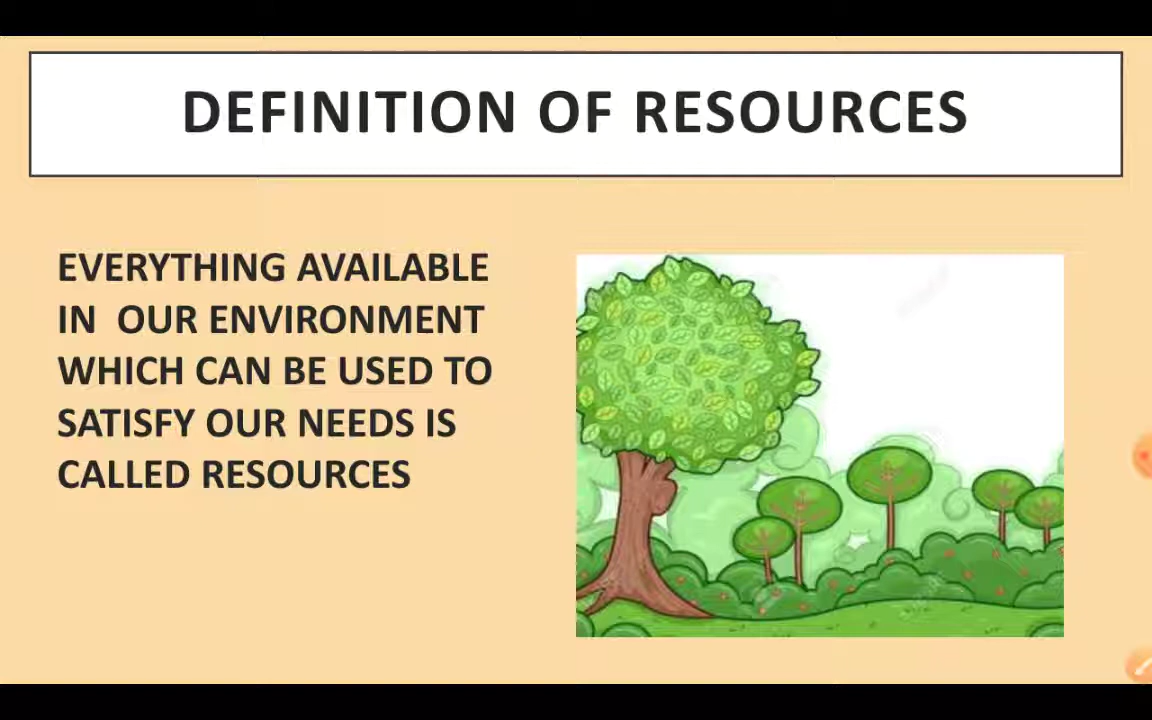 DEFINITION OF RESOURCES
EVERYTHING AVAILABLE
IN OUR ENVIRONMENT
WHICH CAN BE USED TO
SATISFY OUR NEEDS IS
CALLED RESOURCES